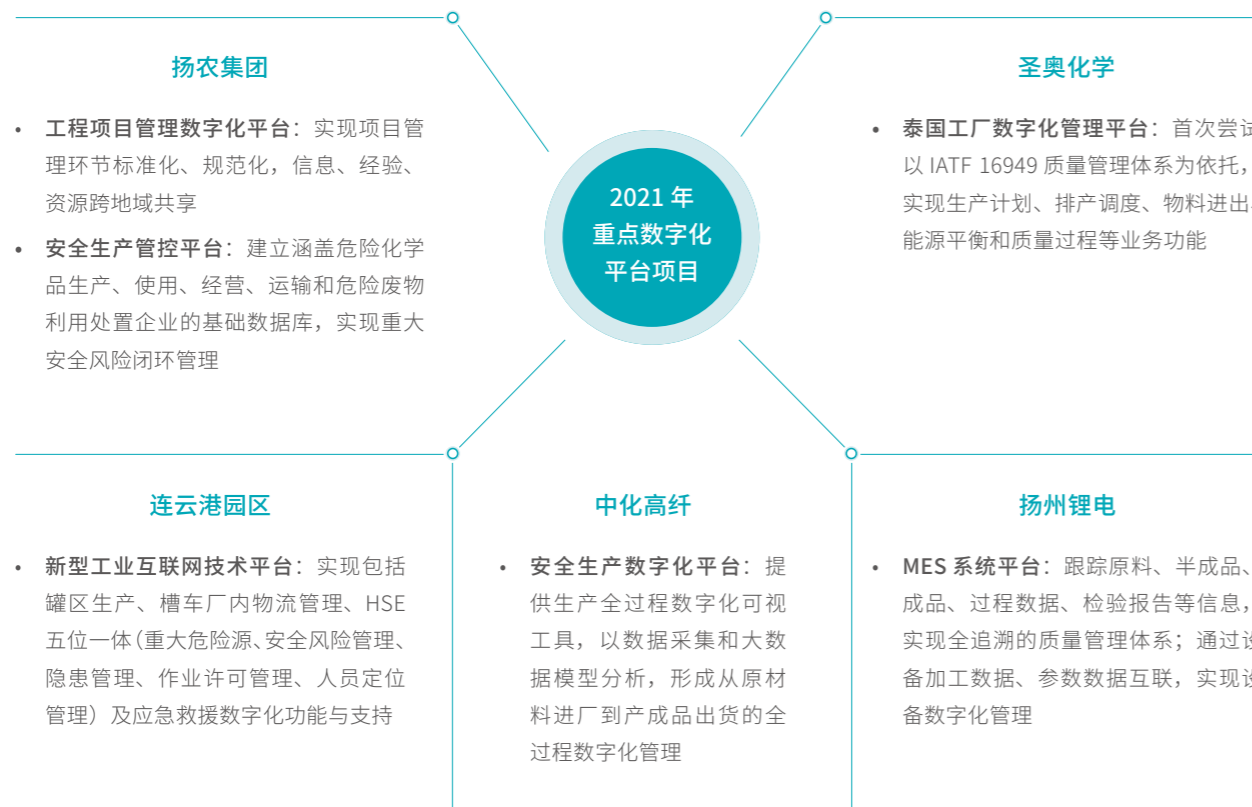 扬农集团
• 工程项目管理数字化平台：实现项目管
理环节标准化、规范化，信息、经验、
资源跨地域共享
• 安全生产管控平台：建立涵盖危险化学
品生产、使用、经营、运输和危险废物
利用处置企业的基础数据库，实现重大
安全风险闭环管理
2021 年
重点数字化
平台项目
圣奥化学
• 泰国工厂数字化管理平台：首次尝试
以 IATF 16949 质量管理体系为依托，
实现生产计划、排产调度、物料进出、
能源平衡和质量过程等业务功能
连云港园区
• 新型工业互联网技术平台：实现包括
罐区生产、槽车厂内物流管理、HSE
五位一体（重大危险源、安全风险管理、
隐患管理、作业许可管理、人员定位
管理）及应急救援数字化功能与支持
中化高纤
• 安全生产数字化平台：提
供生产全过程数字化可视
工具，以数据采集和大数
据模型分析，形成从原材
料进厂到产成品出货的全
过程数字化管理
扬州锂电
• MES 系统平台：跟踪原料、半成品、
成品、过程数据、检验报告等信息，
实现全追溯的质量管理体系；通过设
备加工数据、参数数据互联，实现设
备数字化管理